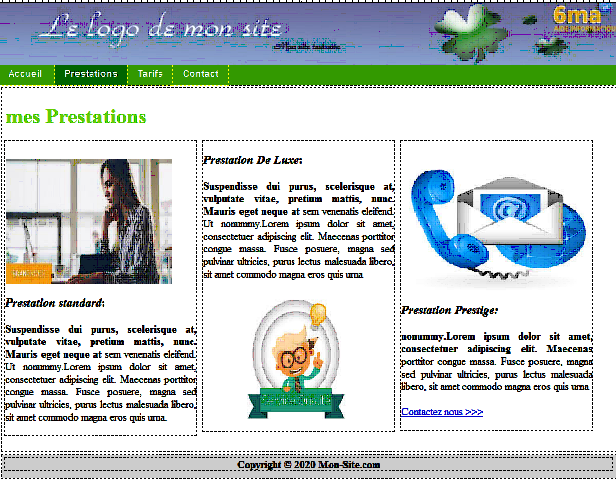 Le logo de mon site
6ma
Accueil
Prestations
Tarifs
Contact
mes Prestations
Prestation standard:
Suspendisse dui purus, scelerisque at,
vulputate vitae, pretium mattis, nunc.
Mauris eget neque at sem venenatis eleifend.
Ut nonummy.Lorem ipsum dolor sit amet,
consectetuer adipiscing elit. Maecenas porttitor
congue massa. Fusce posuere, magna sed
pulvinar ultricies, purus lectus malesuada libero,
sit amet commodo magna eros quis urna.
Prestation De Luxe:
Suspendisse dui purus, scelerisque at,
vulputate vitae, pretium mattis, nunc.
Mauris eget neque at sem venenatis eleifend.
Ut nonummy.Lorem ipsum dolor sit amet,
consectetuer adipiscing elit. Maecenas porttitor
congue massa. Fusce posuere, magna sed
pulvinar ultricies, purus lectus malesuada libero,
sit amet commodo magna eros quis urna
Prestation Prestige:
nonummy.Lorem ipsum dolor sit amet,
consectetuer adipiscing elit. Maecenas
porttitor congue massa. Fusce posuere, magna
sed pulvinar ultricies, purus lectus malesuada
libero, sit amet commodo magna eros quis urna
Contactez nous >>>
Copyright © 2020 Mon-Site.com